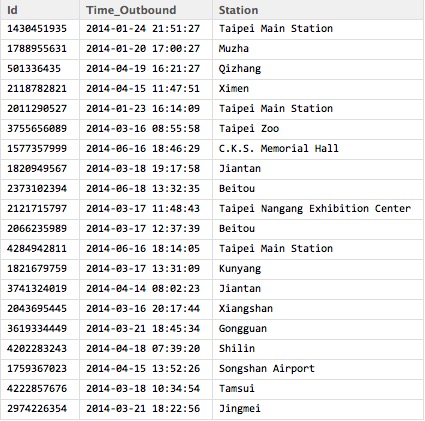 Id Time_Outbound Station
1430451935 2014-01-24 21:51:27 Taipei Main Station
1788955631 2014-01-20 17:00:27 Muzha
501336435 2014-04-19 16:21:27 Qizhang
2118782821 2014-04-15 11:47:51 Ximen
2011290527 2014-01-23 16:14:09 Taipei Main Station
3755656089 2014-03-16 08:55:58 Taipei Zoo
1577357999 2014-06-16 18:46:29 C.K.S. Memorial Hall
1820949567 2014-03-18 19:17:58 Jiantan
2373102394 2014-06-18 13:32:35 Beitou
2121715797 2014-03-17 11:48:43 Taipei Nangang Exhibition Center
2066235989 2014-03-17 12:37:39 Beitou
4284942811 2014-06-16 18:14:05 Taipei Main Station
1821679759 2014-03-17 13:31:09 Kunyang
3741324019 2014-04-14 08:02:23 Jiantan
2043695445 2014-03-16 20:17:44 Xiangshan
3619334449 2014-03-21 18:45:34 Gongguan
4202283243 2014-04-18 07:39:20 Shilin
1759367023 2014-04-15 13:52:26 Songshan Airport
4222857676 2014-03-18 10:34:54 Tamsui
2974226354 2014-03-21 18:22:56 Jingmei